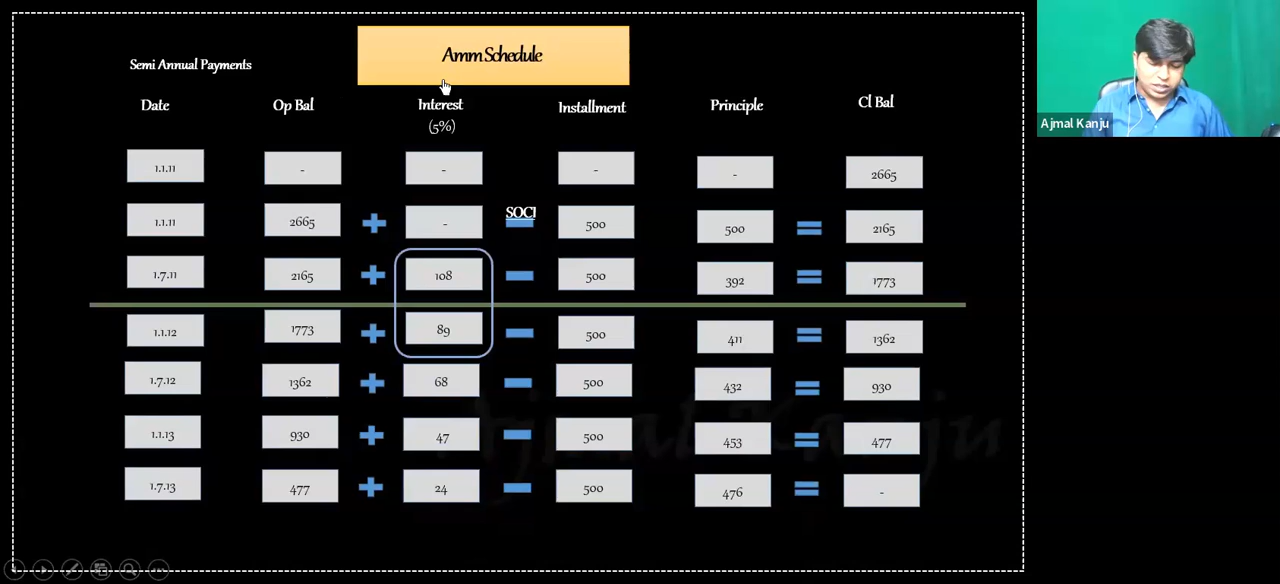 Amm Schedule
Semi Annual Payments
Date Op Bal Interest Installment Principle Cl Bal
(5%)
1.1.11 - - - - 2665
1.1.11 2665 + - SOCI - 500 500 = 2165
1.7.11 2165 + 108 - 500 392 = 1773
1.1.12 1773 + 89 - 500 411 = 1362
1.7.12 1362 + 68 - 500 432 = 930
1.1.13 930 + 47 - 500 453 = 477
1.7.13 477 + 24 - 500 476 = -
Ajmal Kanju
Ajmal Kanju